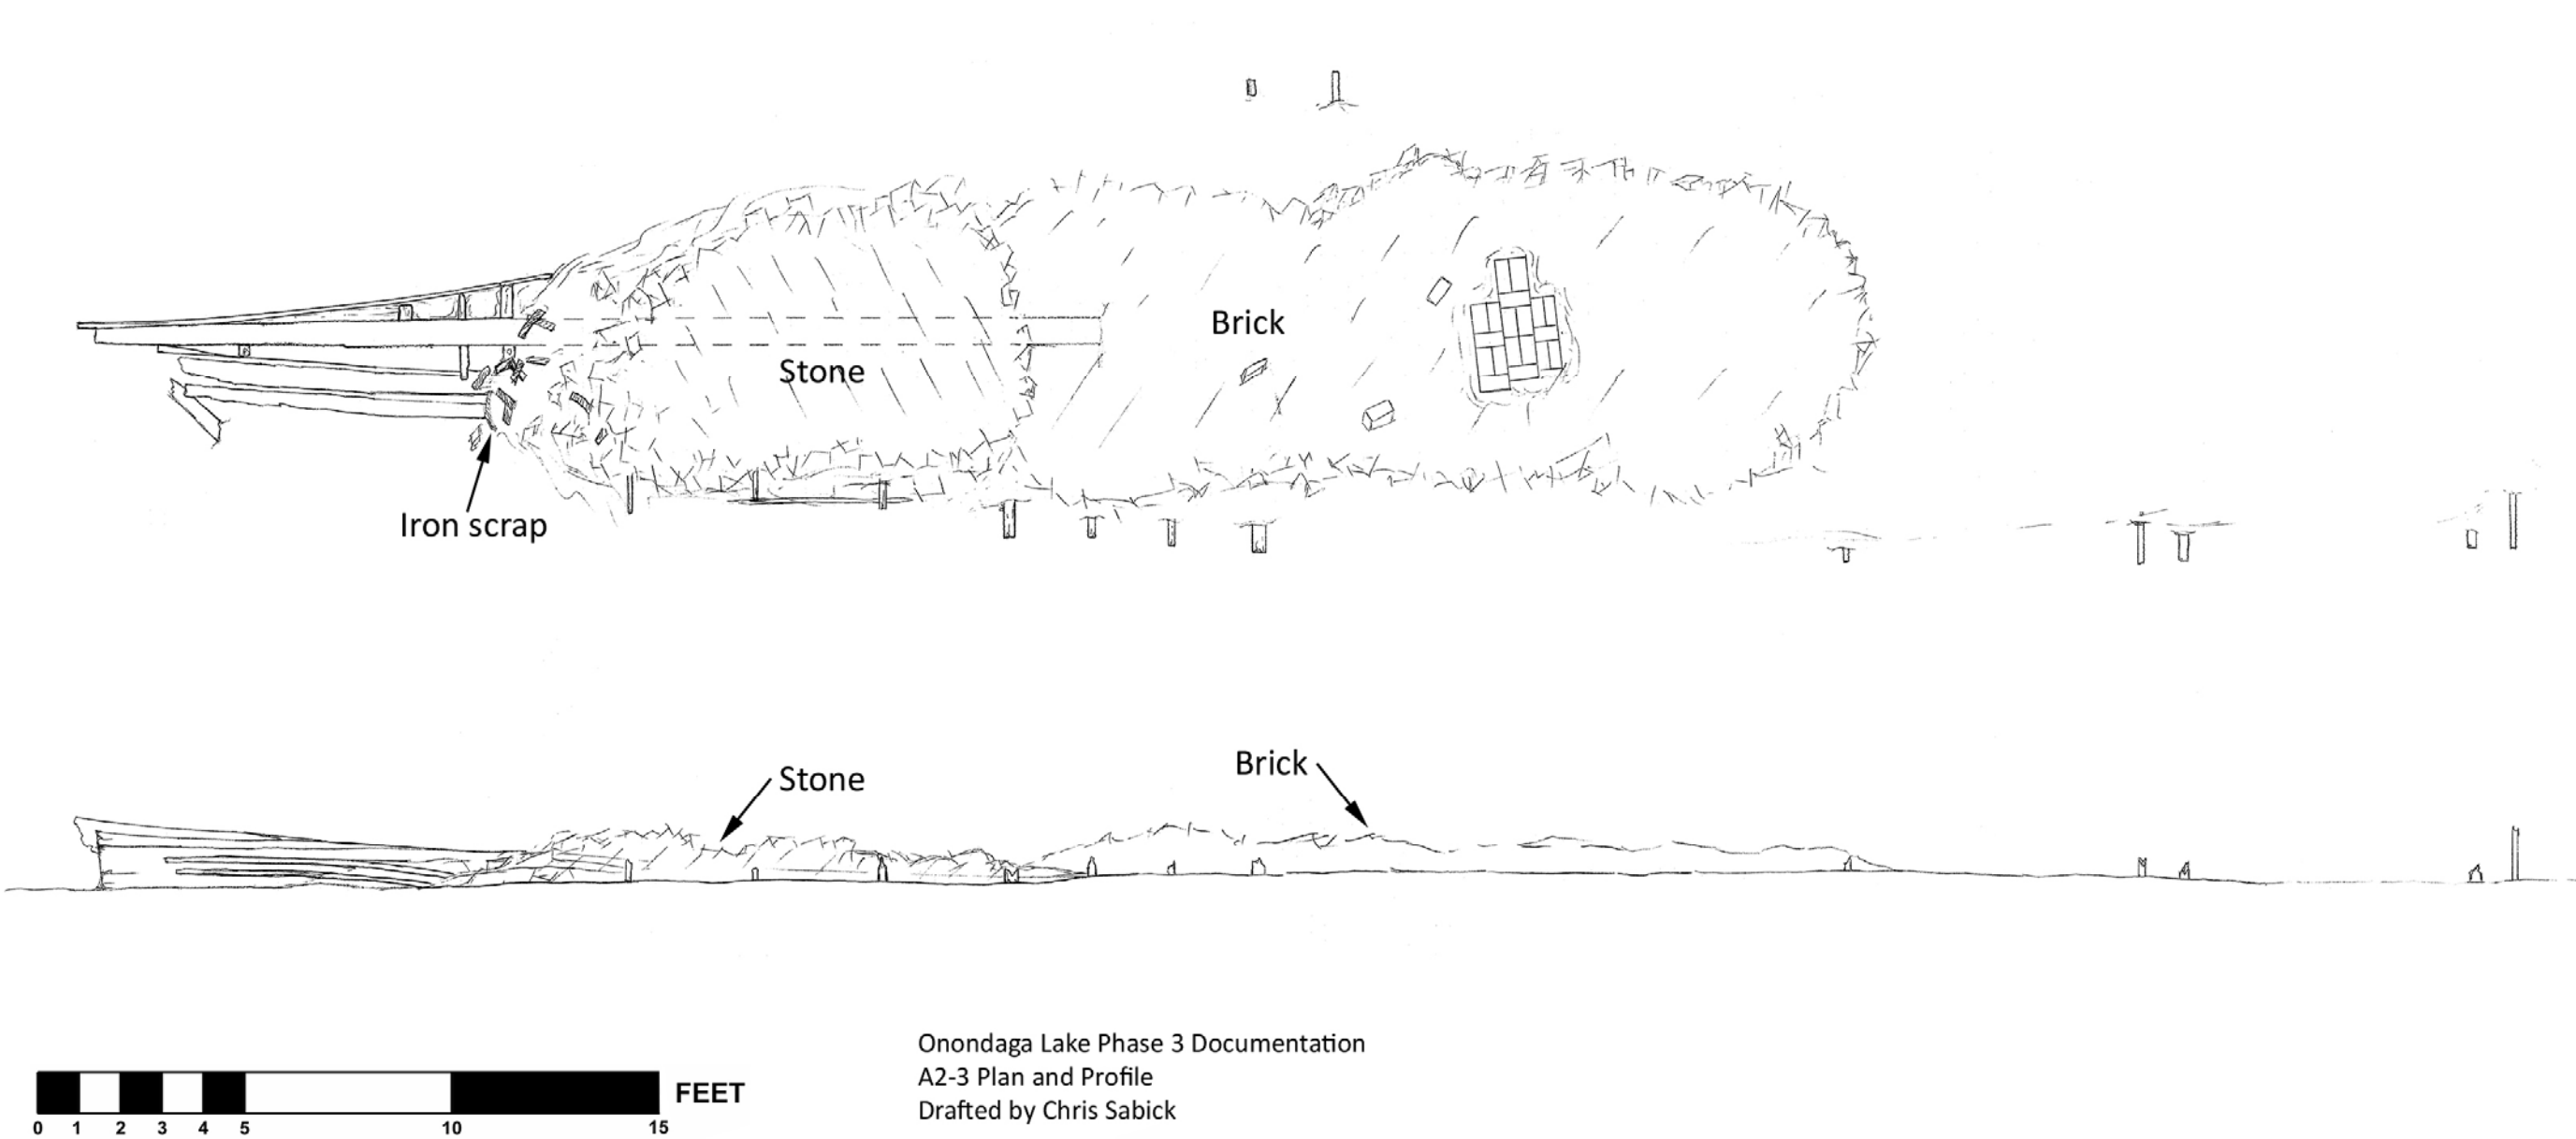 Brick
Stone
Iron scrap
Brick
Stone
FEET
0 1 2 3 4 5 10 15
Onondaga Lake Phase 3 Documentation
A2-3 Plan and Profile
Drafted by Chris Sabick